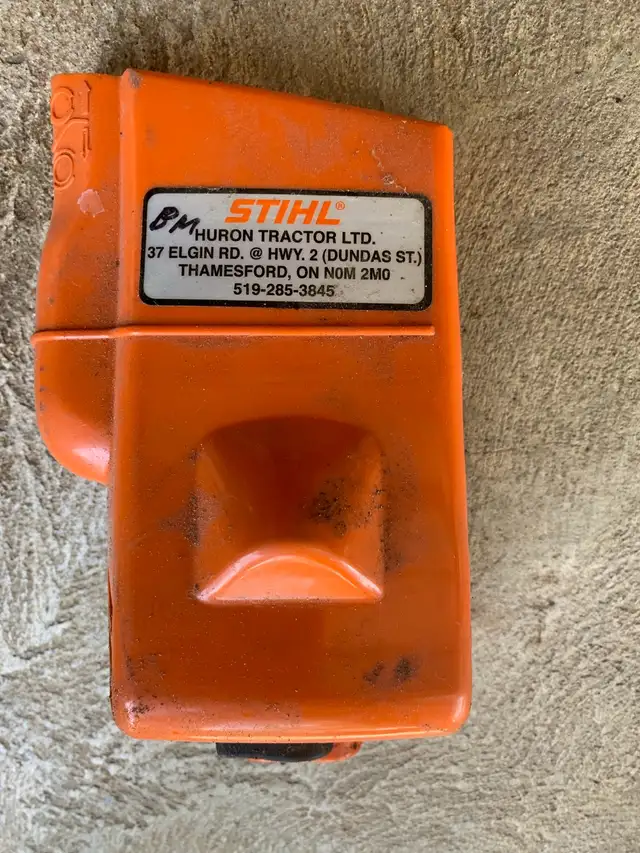 STIHL®
BM
HURON TRACTOR LTD.
37 ELGIN RD. @ HWY. 2 (DUNDAS ST.)
THAMESFORD, ON N0M 2M0
519-285-3845